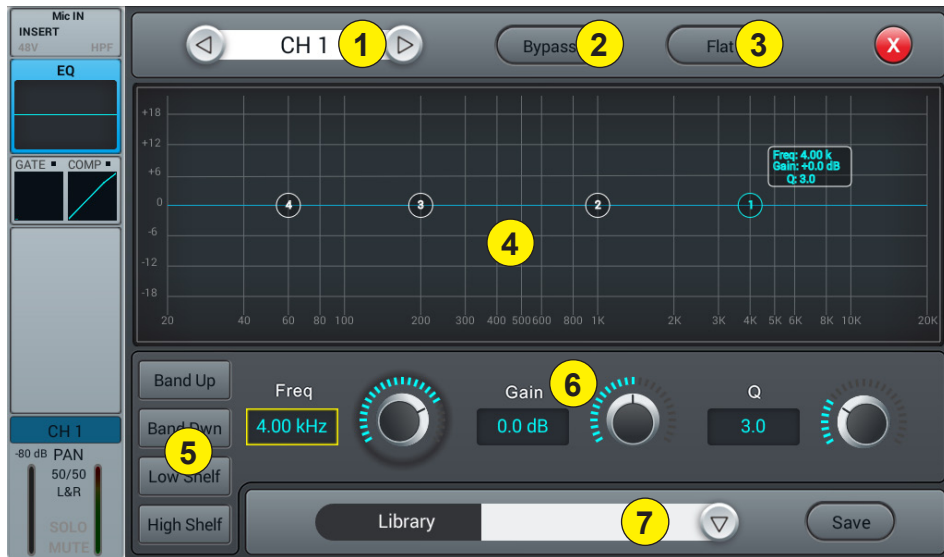 Mic IN
INSERT
48V HPF
EQ
GATE COMP
CH 1
-80 dB PAN
50/50
L&R
SOLO
MUTE
CH 1 1
Bypass 2
Flat 3
X
+18
+12
+6
0
-6
-12
-18
4 3 2 1
Freq: 4.00 k
Gain: +0.0 dB
Q: 3.0
4
20 40 60 80 100 200 300 400 500 600 800 1K 2K 3K 4K 5K 6K 8K 10K 20K
Band Up
Band Dwn
5
Low Shelf
High Shelf
Freq
4.00 kHz
Gain 6
0.0 dB
Q
3.0
Library 7
Save